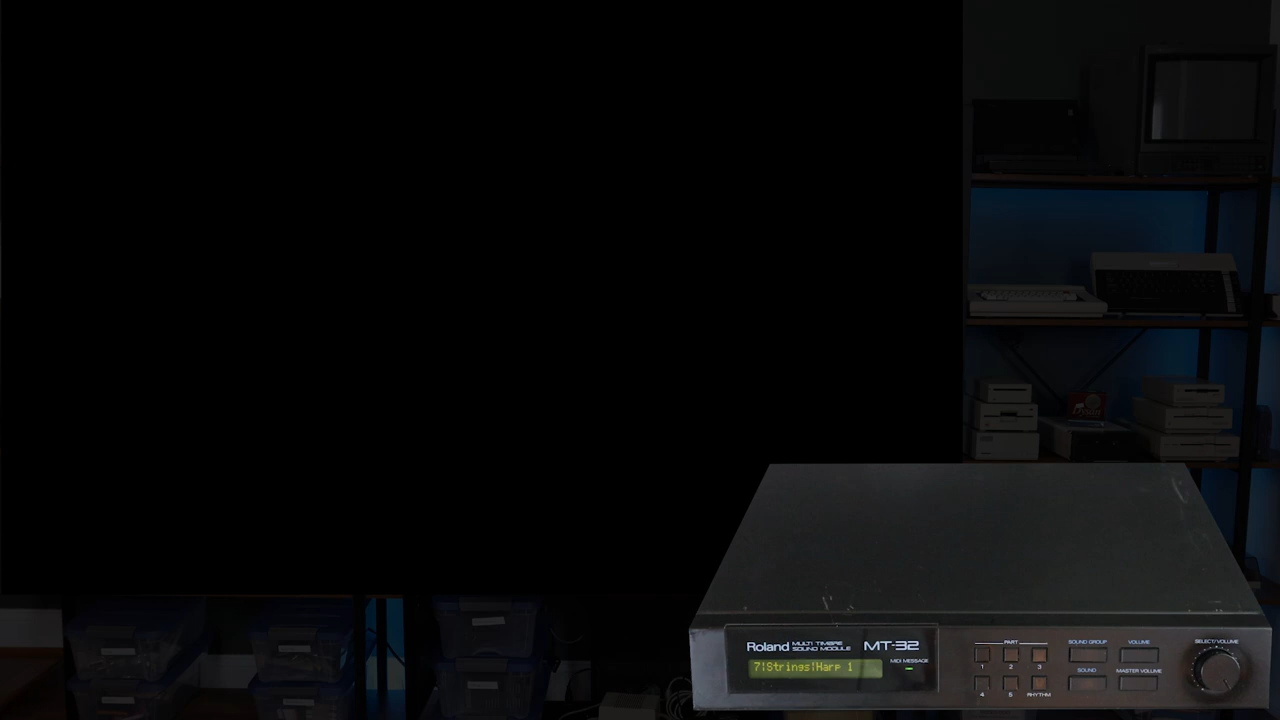 Roland MULTI TIMBRE SOUND MODULE MT-32
7|Strings|Harp 1
MIDI MESSAGE
PART
1 2 3
4 5 RHYTHM
SOUND GROUP
VOLUME
SOUND
MASTER VOLUME
SELECT/VOLUME